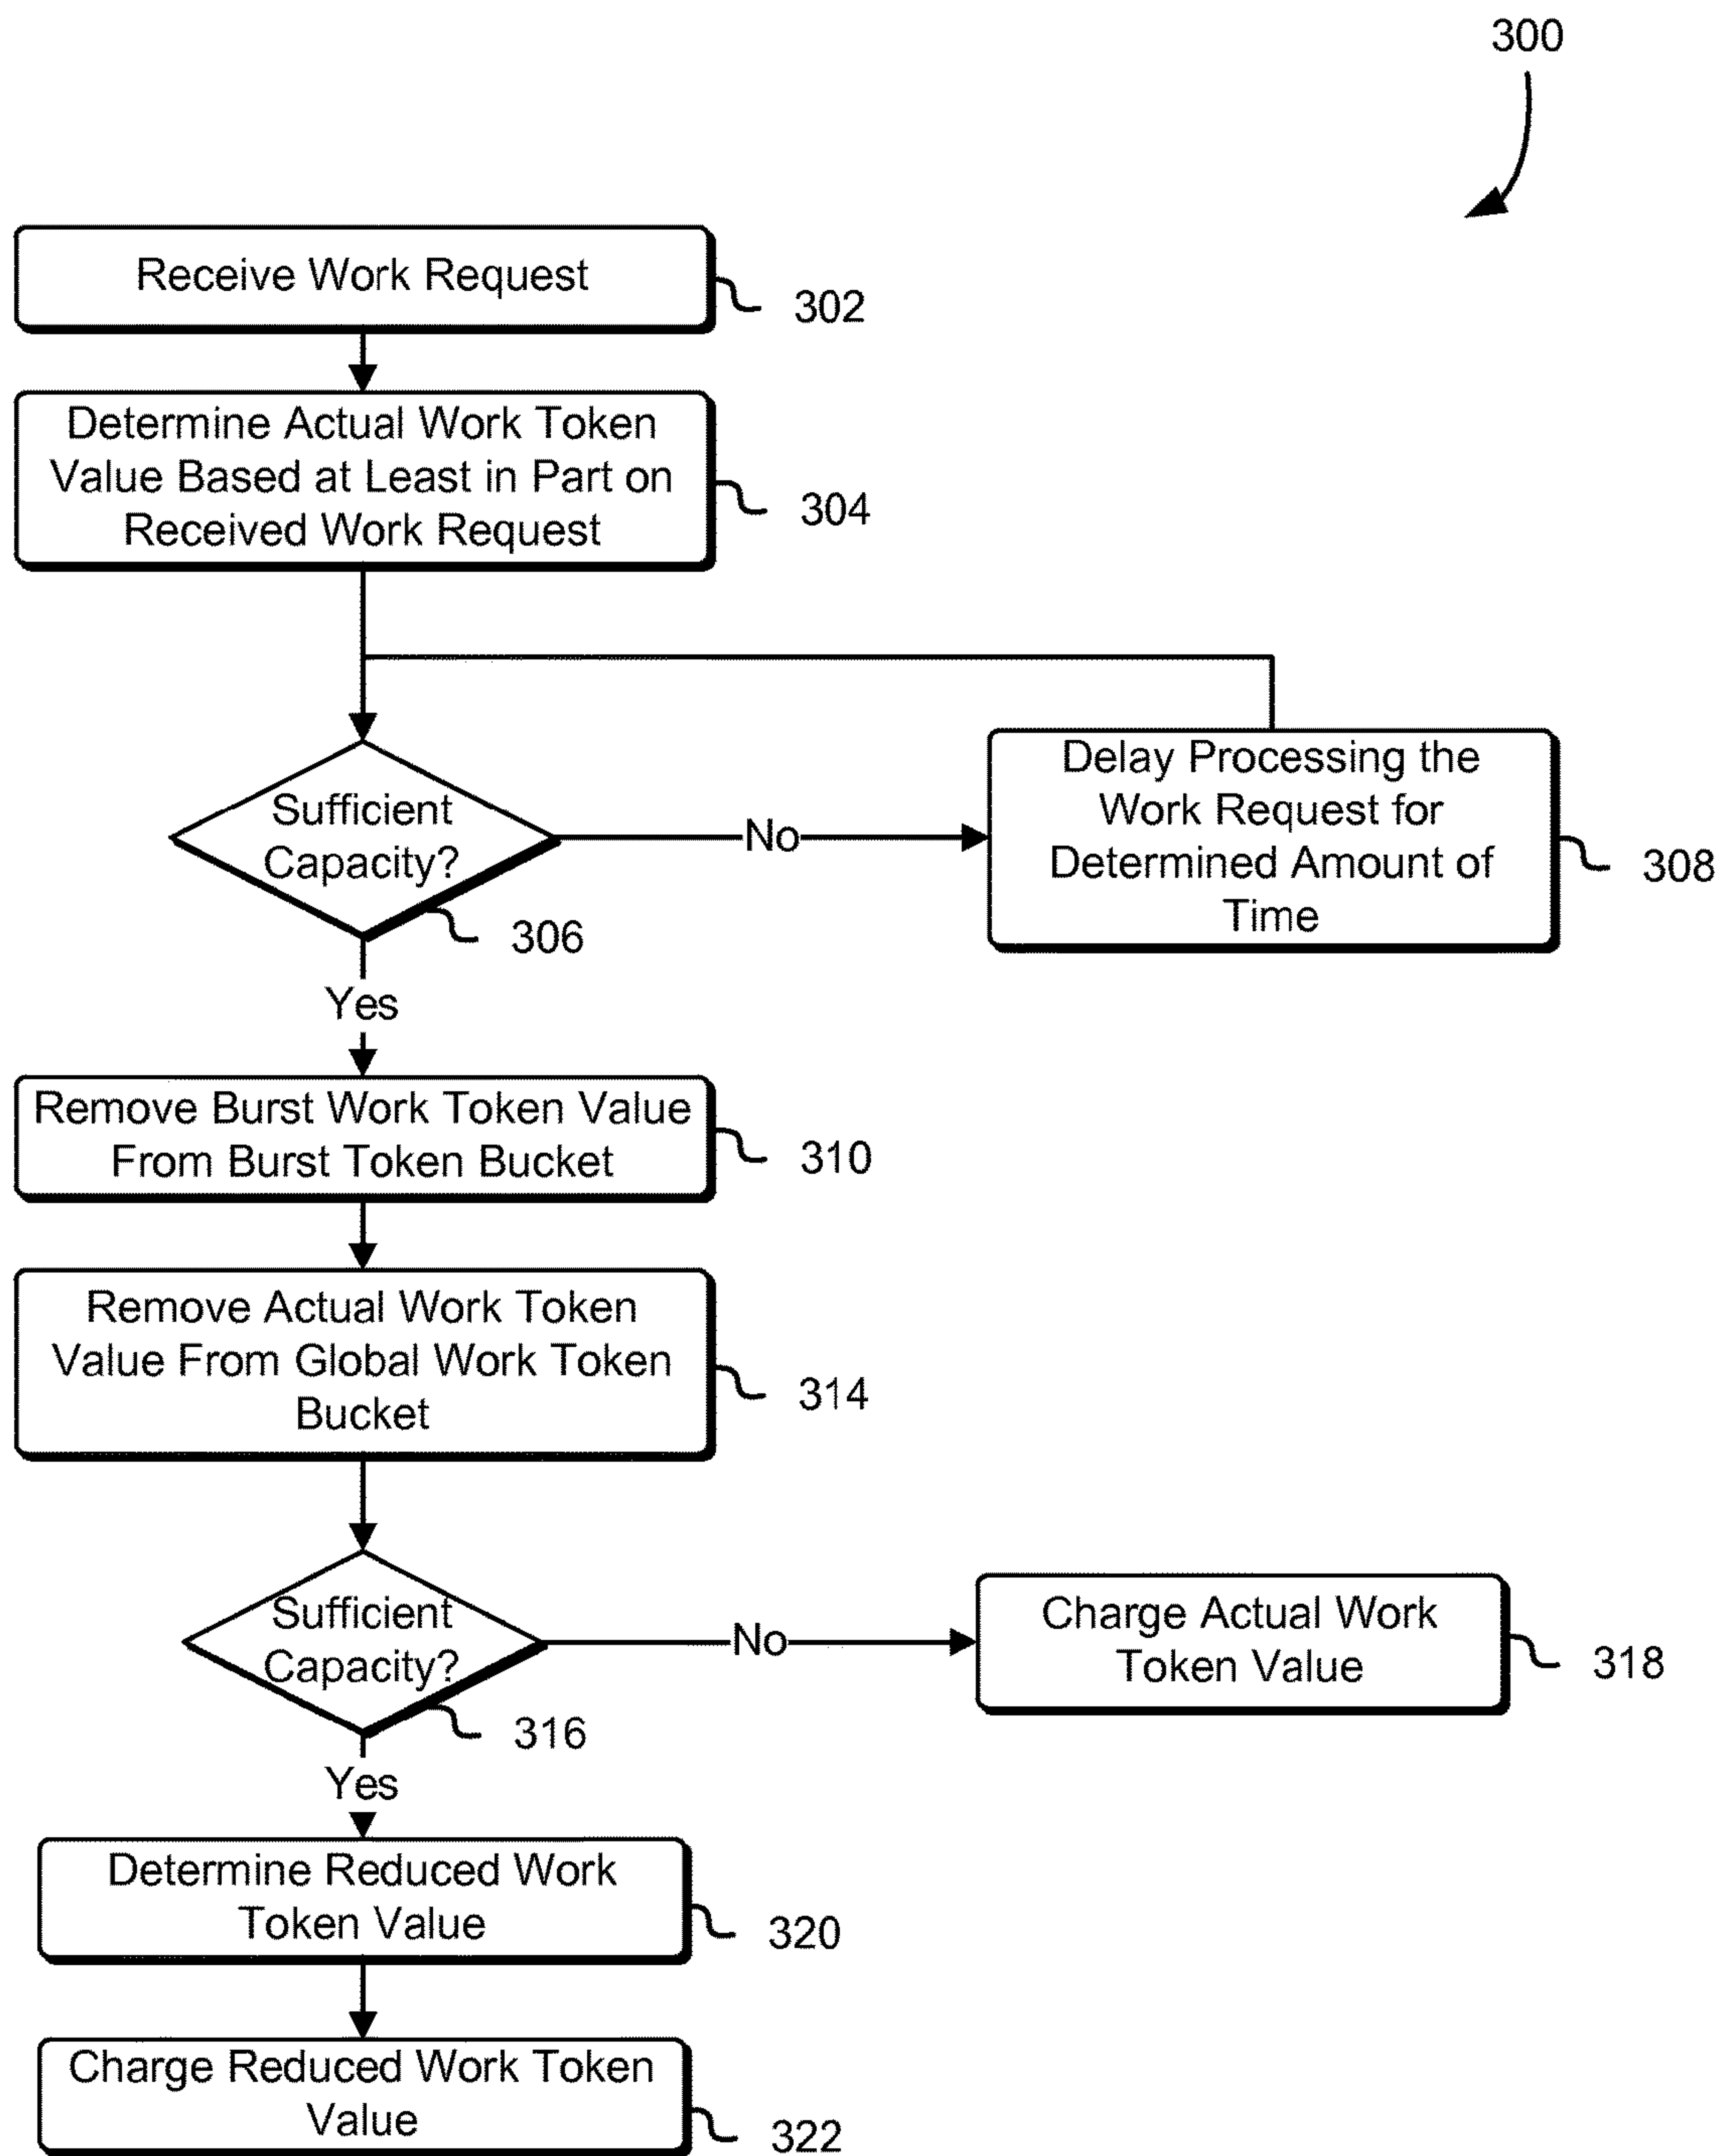 300
Receive Work Request
302
Determine Actual Work Token
Value Based at Least in Part on
Received Work Request
304
Sufficient
Capacity?
306
No
Delay Processing the
Work Request for
Determined Amount of
Time
308
Yes
Remove Burst Work Token Value
From Burst Token Bucket
310
Remove Actual Work Token
Value From Global Work Token
Bucket
314
Sufficient
Capacity?
316
No
Charge Actual Work
Token Value
318
Yes
Determine Reduced Work
Token Value
320
Charge Reduced Work Token
Value
322